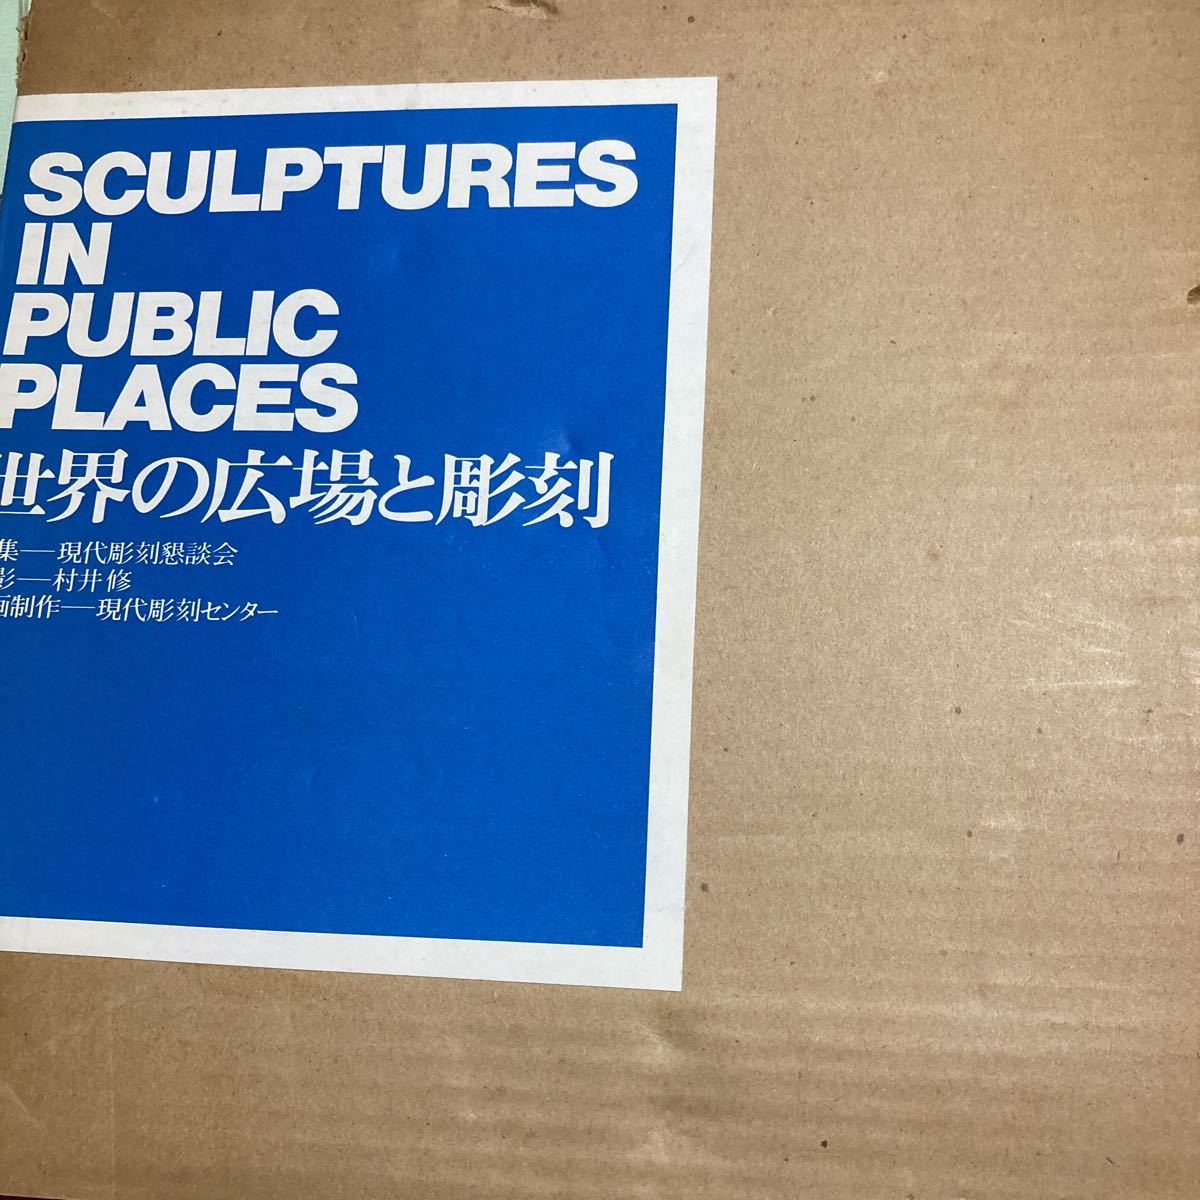 SCULPTURES
IN
PUBLIC
PLACES
世界の広場と彫刻
集──現代彫刻懇談会
影──村井修
画制作──現代彫刻センター